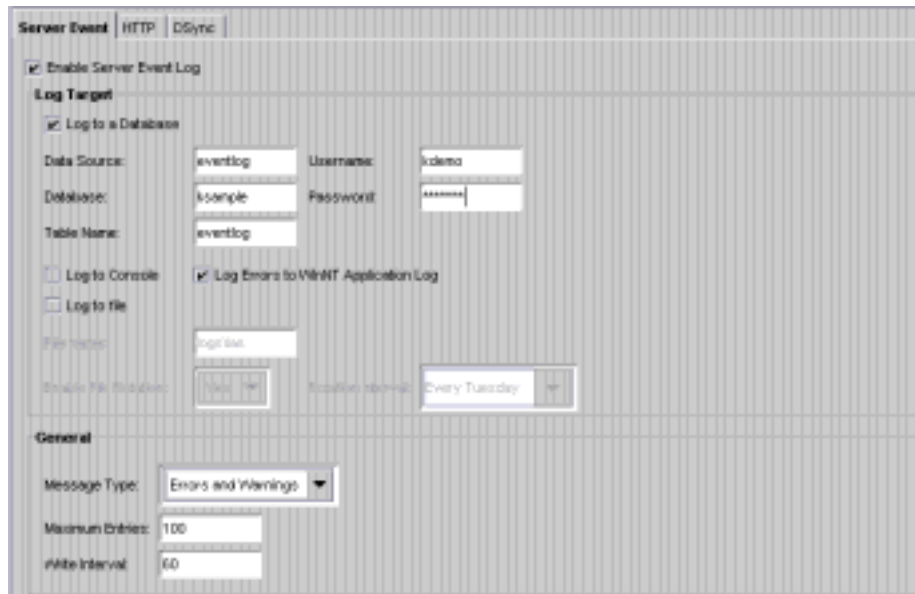 Server Event HTTP DSync
Enable Server Event Log
Log Target
Log to a Database
Data Source: eventlog Username: kdemo
Database: ksample Password: ********
Table Name: eventlog
Log to Console Log Errors to WinNT Application Log
Log to file
File Name:
Enable File Rotation: Yes Rotation Interval: Every Tuesday
General
Message Type: Errors and Warnings
Maximum Entries: 100
Write Interval: 60